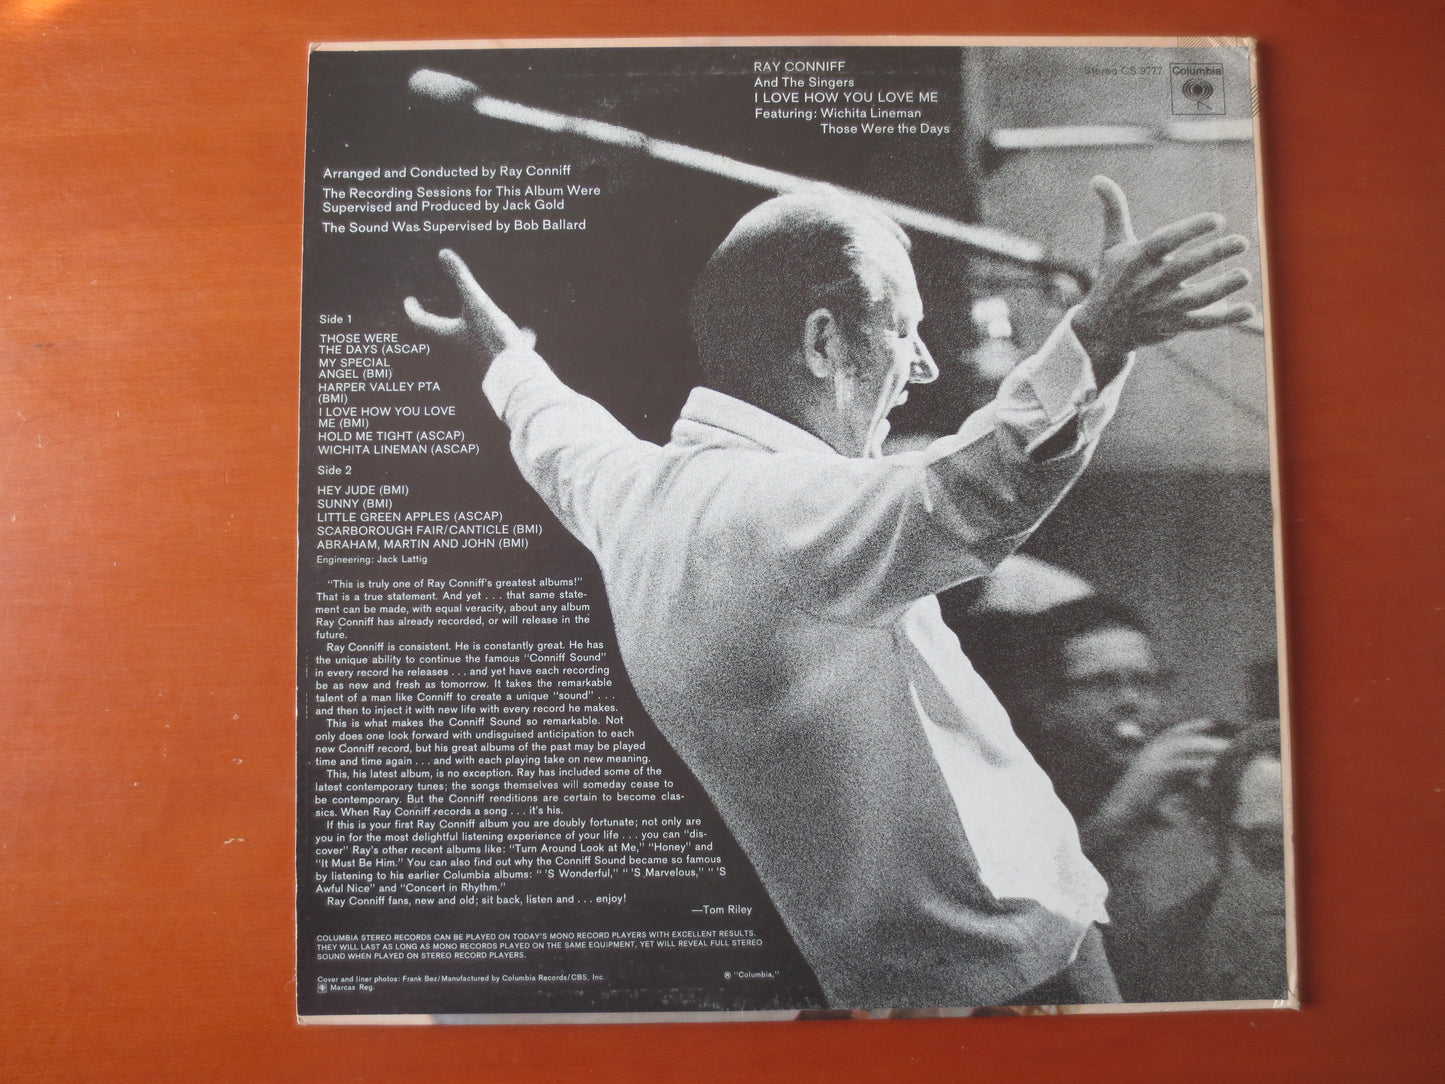 RAY CONNIFF
And The Singers
I LOVE HOW YOU LOVE ME
Featuring: Wichita Lineman
Those Were the Days
Stereo CS 9777
Columbia
Arranged and Conducted by Ray Conniff
The Recording Sessions for This Album Were
Supervised and Produced by Jack Gold
The Sound Was Supervised by Bob Ballard
Side 1
THOSE WERE
THE DAYS (ASCAP)
MY SPECIAL
ANGEL (BMI)
HARPER VALLEY PTA
(BMI)
I LOVE HOW YOU LOVE
ME (BMI)
HOLD ME TIGHT (ASCAP)
WICHITA LINEMAN (ASCAP)
Side 2
HEY JUDE (BMI)
SUNNY (BMI)
LITTLE GREEN APPLES (ASCAP)
SCARBOROUGH FAIR/CANTICLE (BMI)
ABRAHAM, MARTIN AND JOHN (BMI)
Engineering: Jack Lattig
"This is truly one of Ray Conniff's greatest albums!"
That is a true statement. And yet . . . that same state-
ment can be made, with equal veracity, about any album
Ray Conniff has already recorded, or will release in the
future.
Ray Conniff is consistent. He is constantly great. He has
the unique ability to continue the famous "Conniff Sound"
in every record he releases . . . and yet have each recording
be as new and fresh as tomorrow. It takes the remarkable
talent of a man like Conniff to create a unique "sound" . . .
and then to inject it with new life with every record he makes.
This is what makes the Conniff Sound so remarkable. Not
only does one look forward with undisguised anticipation to each
new Conniff record, but his great albums of the past may be played
time and time again . . . and with each playing take on new meaning.
This, his latest album, is no exception. Ray has included some of the
latest contemporary tunes; the songs themselves will someday cease to
be contemporary. But the Conniff renditions are certain to become clas-
sics. When Ray Conniff records a song . . . it's his.
If this is your first Ray Conniff album you are doubly fortunate; not only are
you in for the most delightful listening experience of your life . . . you can "dis-
cover" Ray's other recent albums like: "Turn Around Look at Me," "Honey" and
"It Must Be Him." You can also find out why the Conniff Sound became so famous
by listening to his earlier Columbia albums: " 'S Wonderful," " 'S Marvelous," " 'S
Awful Nice" and "Concert in Rhythm."
Ray Conniff fans, new and old; sit back, listen and . . . enjoy!
—Tom Riley
COLUMBIA STEREO RECORDS CAN BE PLAYED ON TODAY'S MONO RECORD PLAYERS WITH EXCELLENT RESULTS.
THEY WILL LAST AS LONG AS MONO RECORDS PLAYED ON THE SAME EQUIPMENT, YET WILL REVEAL FULL STEREO
SOUND WHEN PLAYED ON STEREO RECORD PLAYERS.
Cover and liner photos: Frank Bez/Manufactured by Columbia Records/CBS, Inc.
® "Columbia,"
Marcas Reg.